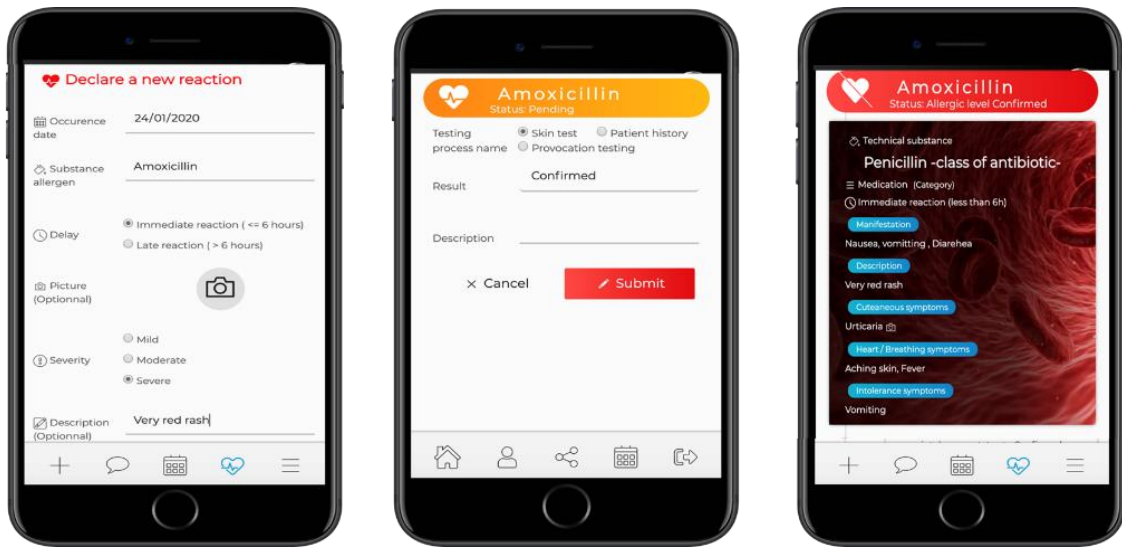 Declare a new reaction
Occurence date
24/01/2020
Substance allergen
Amoxicillin
Delay
Immediate reaction ( <= 6 hours)
Late reaction ( > 6 hours)
Picture (Optionnal)
Severity
Mild
Moderate
Severe
Description (Optionnal)
Very red rash
Amoxicillin
Status: Pending
Testing process name
Skin test
Patient history
Provocation testing
Result
Confirmed
Description
× Cancel
Submit
Amoxicillin
Status: Allergic level Confirmed
Technical substance
Penicillin -class of antibiotic-
Medication (Category)
Immediate reaction (less than 6h)
Manifestation
Nausea, vomitting , Diarehea
Description
Very red rash
Cuteaneous symptoms
Urticaria
Heart / Breathing symptoms
Aching skin, Fever
Intolerance symptoms
Vomiting